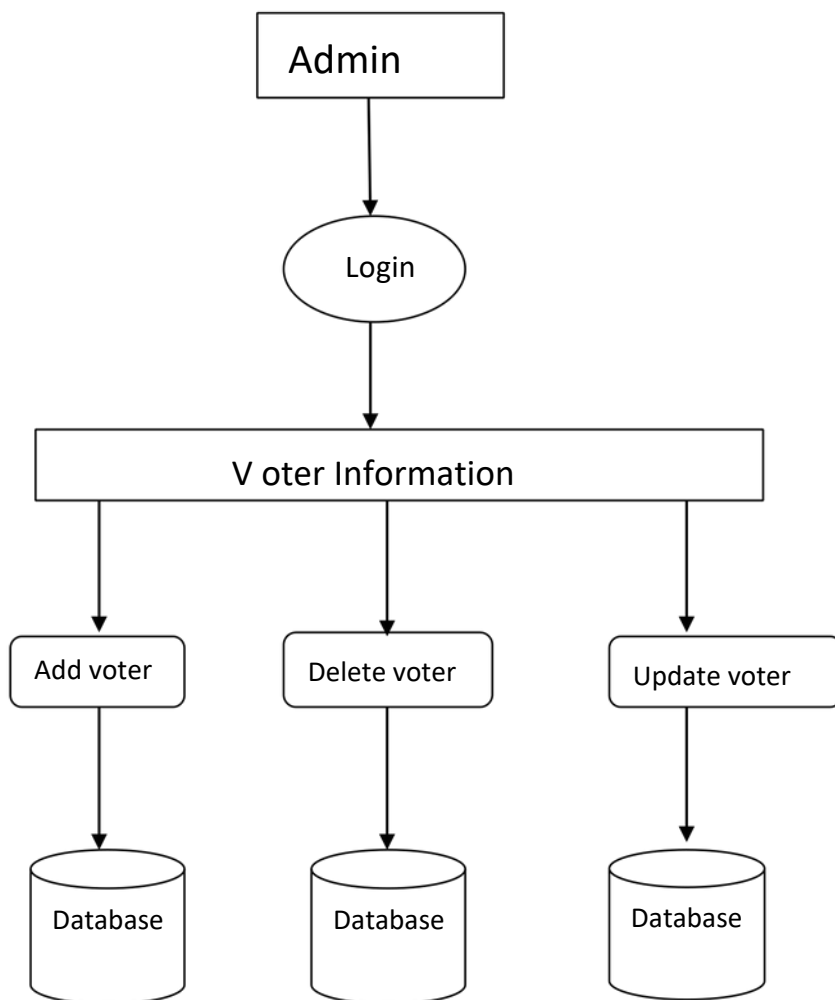 Admin
Login
V oter Information
Add voter
Delete voter
Update voter
Database
Database
Database